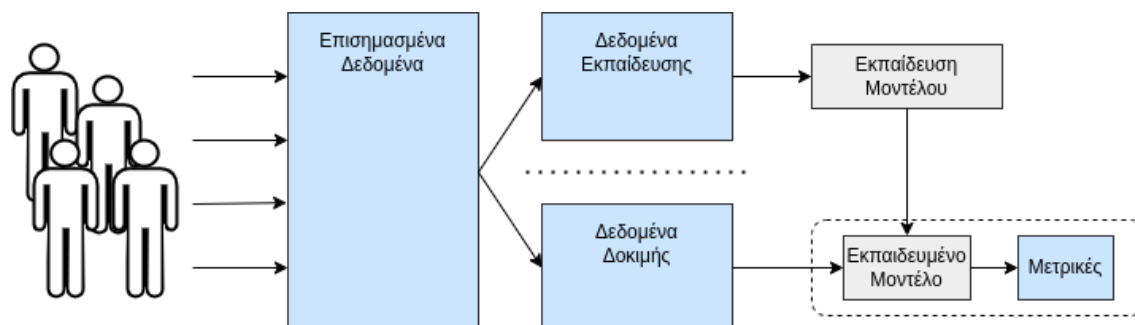 Επισημασμένα
Δεδομένα
Δεδομένα
Εκπαίδευσης
Εκπαίδευση
Μοντέλου
Δεδομένα
Δοκιμής
Εκπαιδευμένο
Μοντέλο
Μετρικές